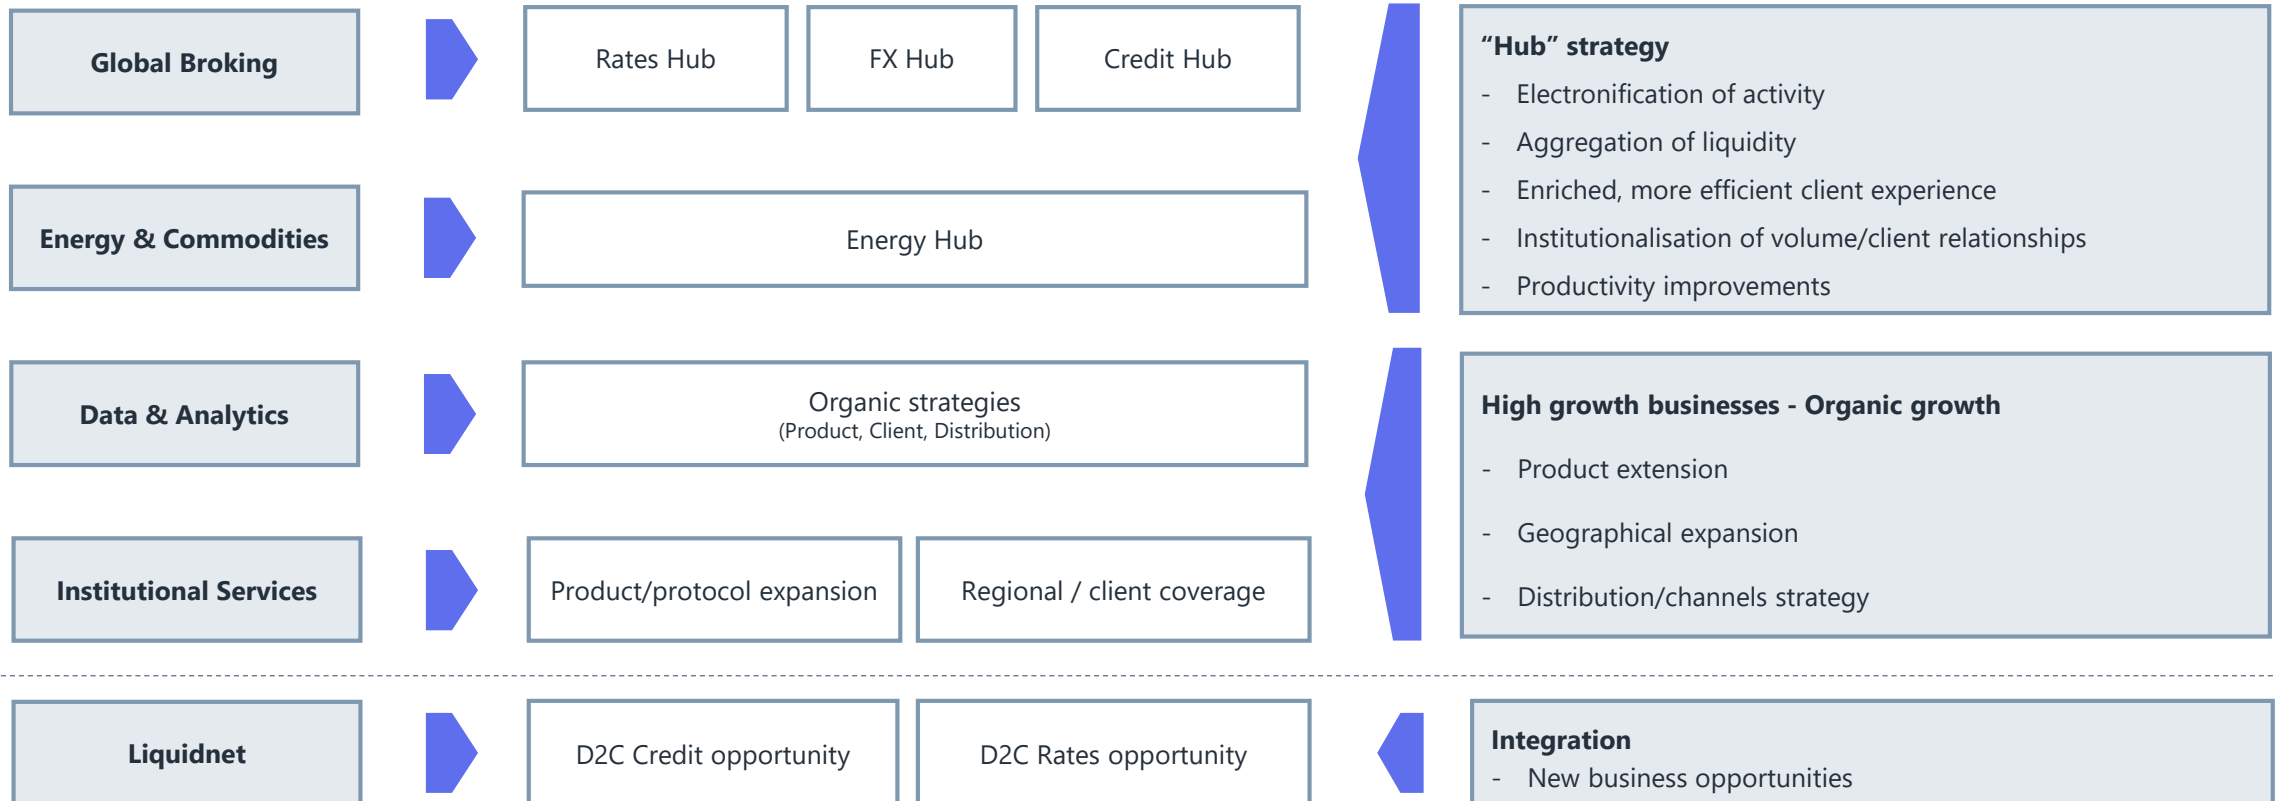 Global Broking
Rates Hub
FX Hub
Credit Hub
“Hub” strategy
- Electronification of activity
- Aggregation of liquidity
- Enriched, more efficient client experience
- Institutionalisation of volume/client relationships
- Productivity improvements
Energy & Commodities
Energy Hub
Data & Analytics
Organic strategies
(Product, Client, Distribution)
High growth businesses - Organic growth
- Product extension
- Geographical expansion
- Distribution/channels strategy
Institutional Services
Product/protocol expansion
Regional / client coverage
Liquidnet
D2C Credit opportunity
D2C Rates opportunity
Integration
- New business opportunities